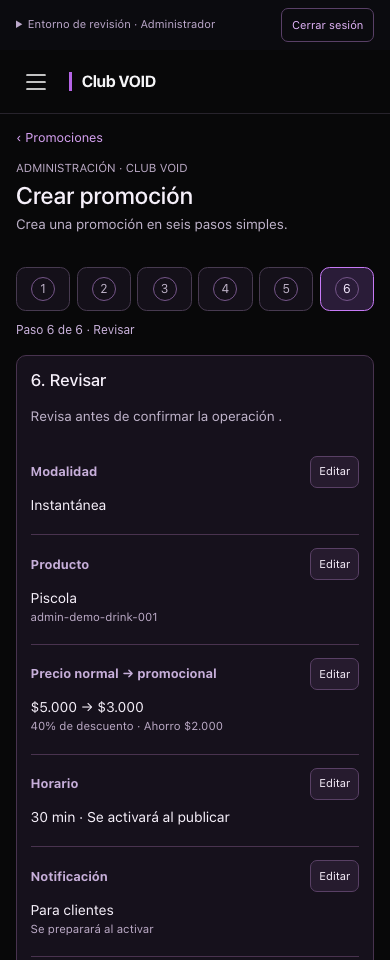 Entorno de revisión · Administrador
Cerrar sesión
Club VOID
‹ Promociones
ADMINISTRACIÓN · CLUB VOID
Crear promoción
Crea una promoción en seis pasos simples.
1 2 3 4 5 6
Paso 6 de 6 · Revisar
6. Revisar
Revisa antes de confirmar la operación .
Modalidad
Editar
Instantánea
Producto
Editar
Piscola
admin-demo-drink-001
Precio normal → promocional
Editar
$5.000 → $3.000
40% de descuento · Ahorro $2.000
Horario
Editar
30 min · Se activará al publicar
Notificación
Editar
Para clientes
Se preparará al activar